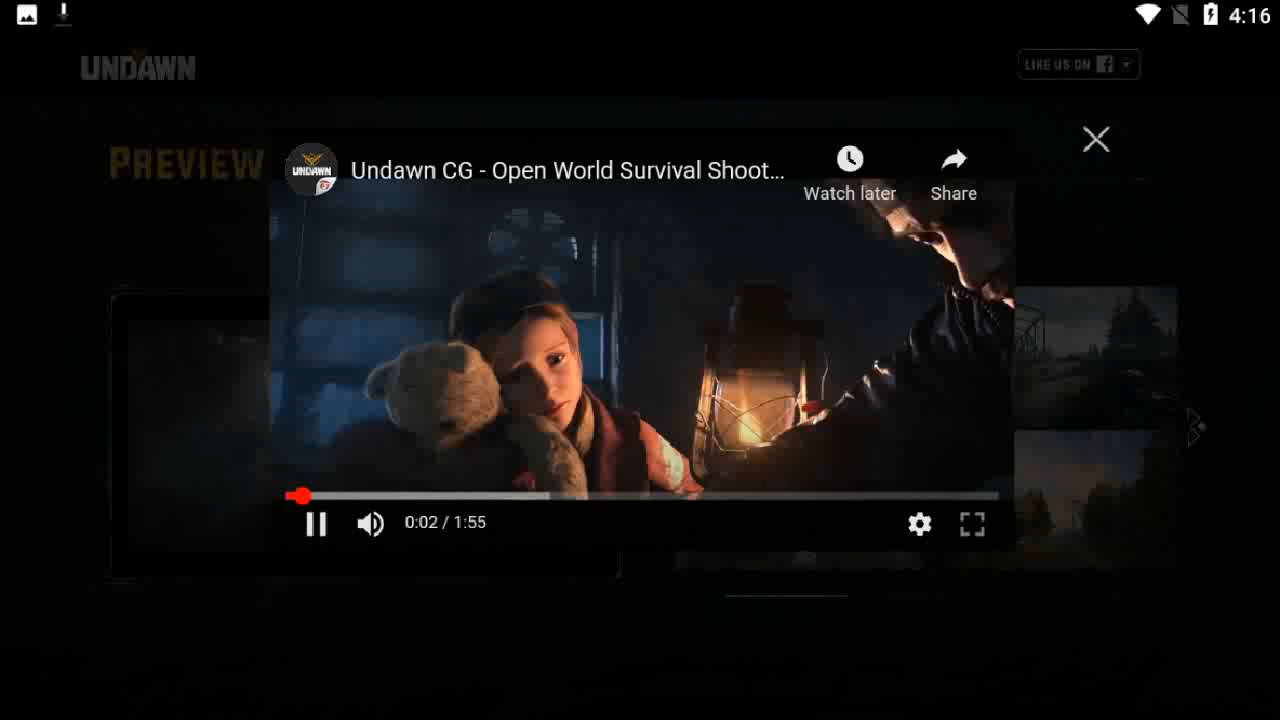 4:16
UNDAWN
LIKE US ON
PREVIEW
UNDAWN
Undawn CG - Open World Survival Shoot...
Watch later
Share
0:02 / 1:55